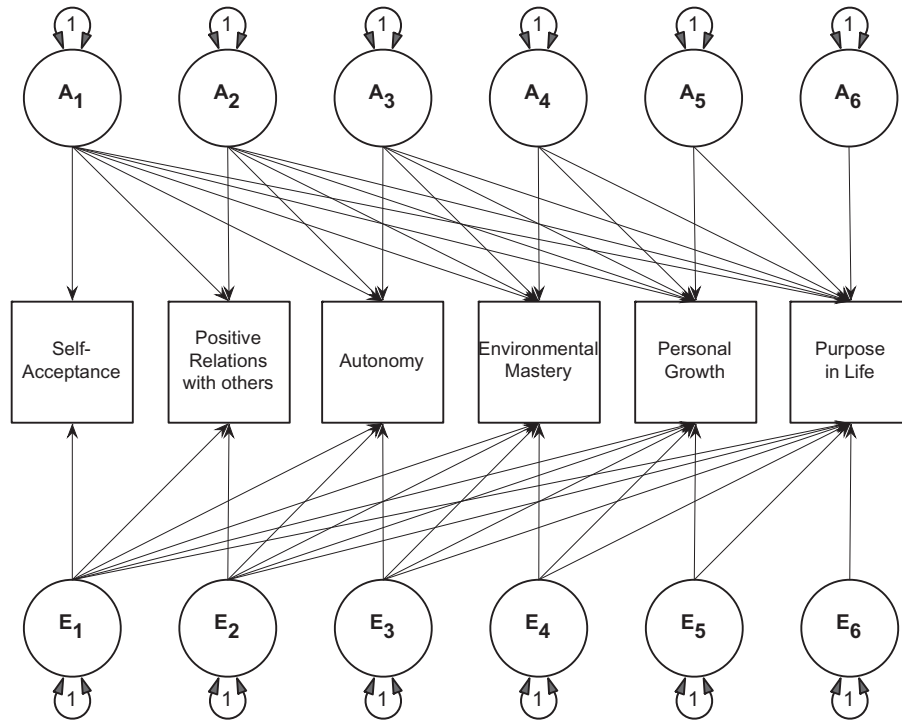 1 1 1 1 1 1
A1 A2 A3 A4 A5 A6
Self-
Acceptance
Positive
Relations
with others
Autonomy
Environmental
Mastery
Personal
Growth
Purpose
in Life
E1 E2 E3 E4 E5 E6
1 1 1 1 1 1